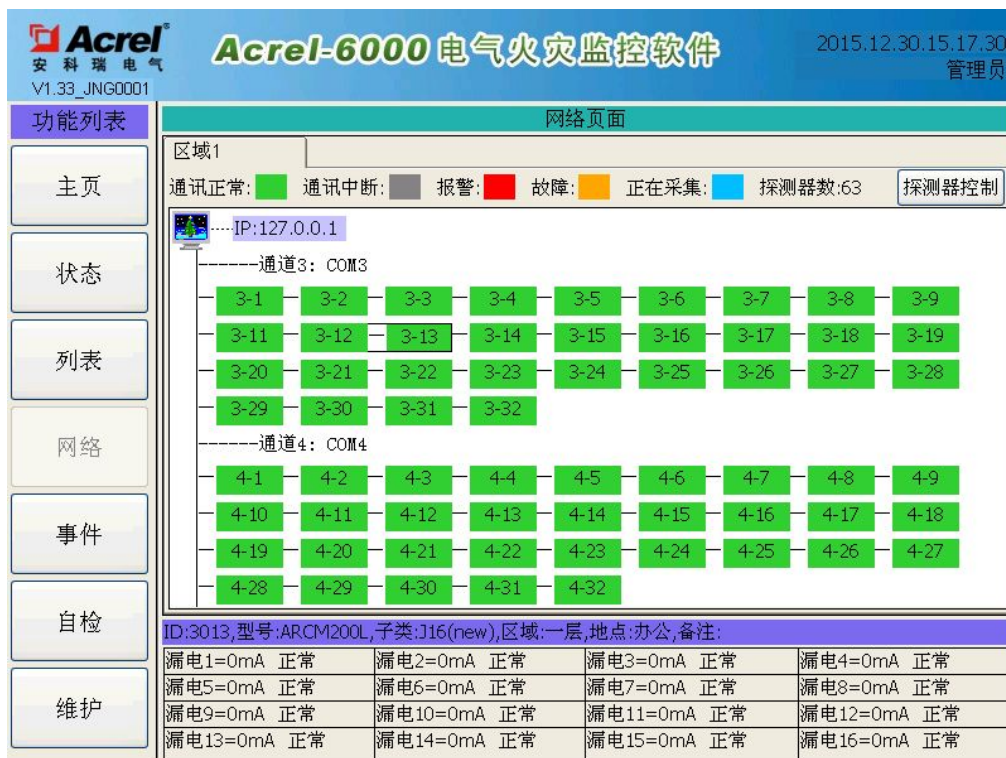 Acrel®
安科瑞电气
V1.33_JNG0001
Acrel-6000电气火灾监控软件
2015.12.30.15.17.30
管理员
功能列表
主页
状态
列表
网络
事件
自检
维护
网络页面
区域1
通讯正常: 通讯中断: 报警: 故障: 正在采集: 探测器数:63 探测器控制
IP:127.0.0.1
通道3: COM3
3-1 3-2 3-3 3-4 3-5 3-6 3-7 3-8 3-9
3-11 3-12 3-13 3-14 3-15 3-16 3-17 3-18 3-19
3-20 3-21 3-22 3-23 3-24 3-25 3-26 3-27 3-28
3-29 3-30 3-31 3-32
通道4: COM4
4-1 4-2 4-3 4-4 4-5 4-6 4-7 4-8 4-9
4-10 4-11 4-12 4-13 4-14 4-15 4-16 4-17 4-18
4-19 4-20 4-21 4-22 4-23 4-24 4-25 4-26 4-27
4-28 4-29 4-30 4-31 4-32
ID:3013,型号:ARCM200L,子类:J16(new),区域:一层,地点:办公,备注:
漏电1=0mA 正常 漏电2=0mA 正常 漏电3=0mA 正常 漏电4=0mA 正常
漏电5=0mA 正常 漏电6=0mA 正常 漏电7=0mA 正常 漏电8=0mA 正常
漏电9=0mA 正常 漏电10=0mA 正常 漏电11=0mA 正常 漏电12=0mA 正常
漏电13=0mA 正常 漏电14=0mA 正常 漏电15=0mA 正常 漏电16=0mA 正常